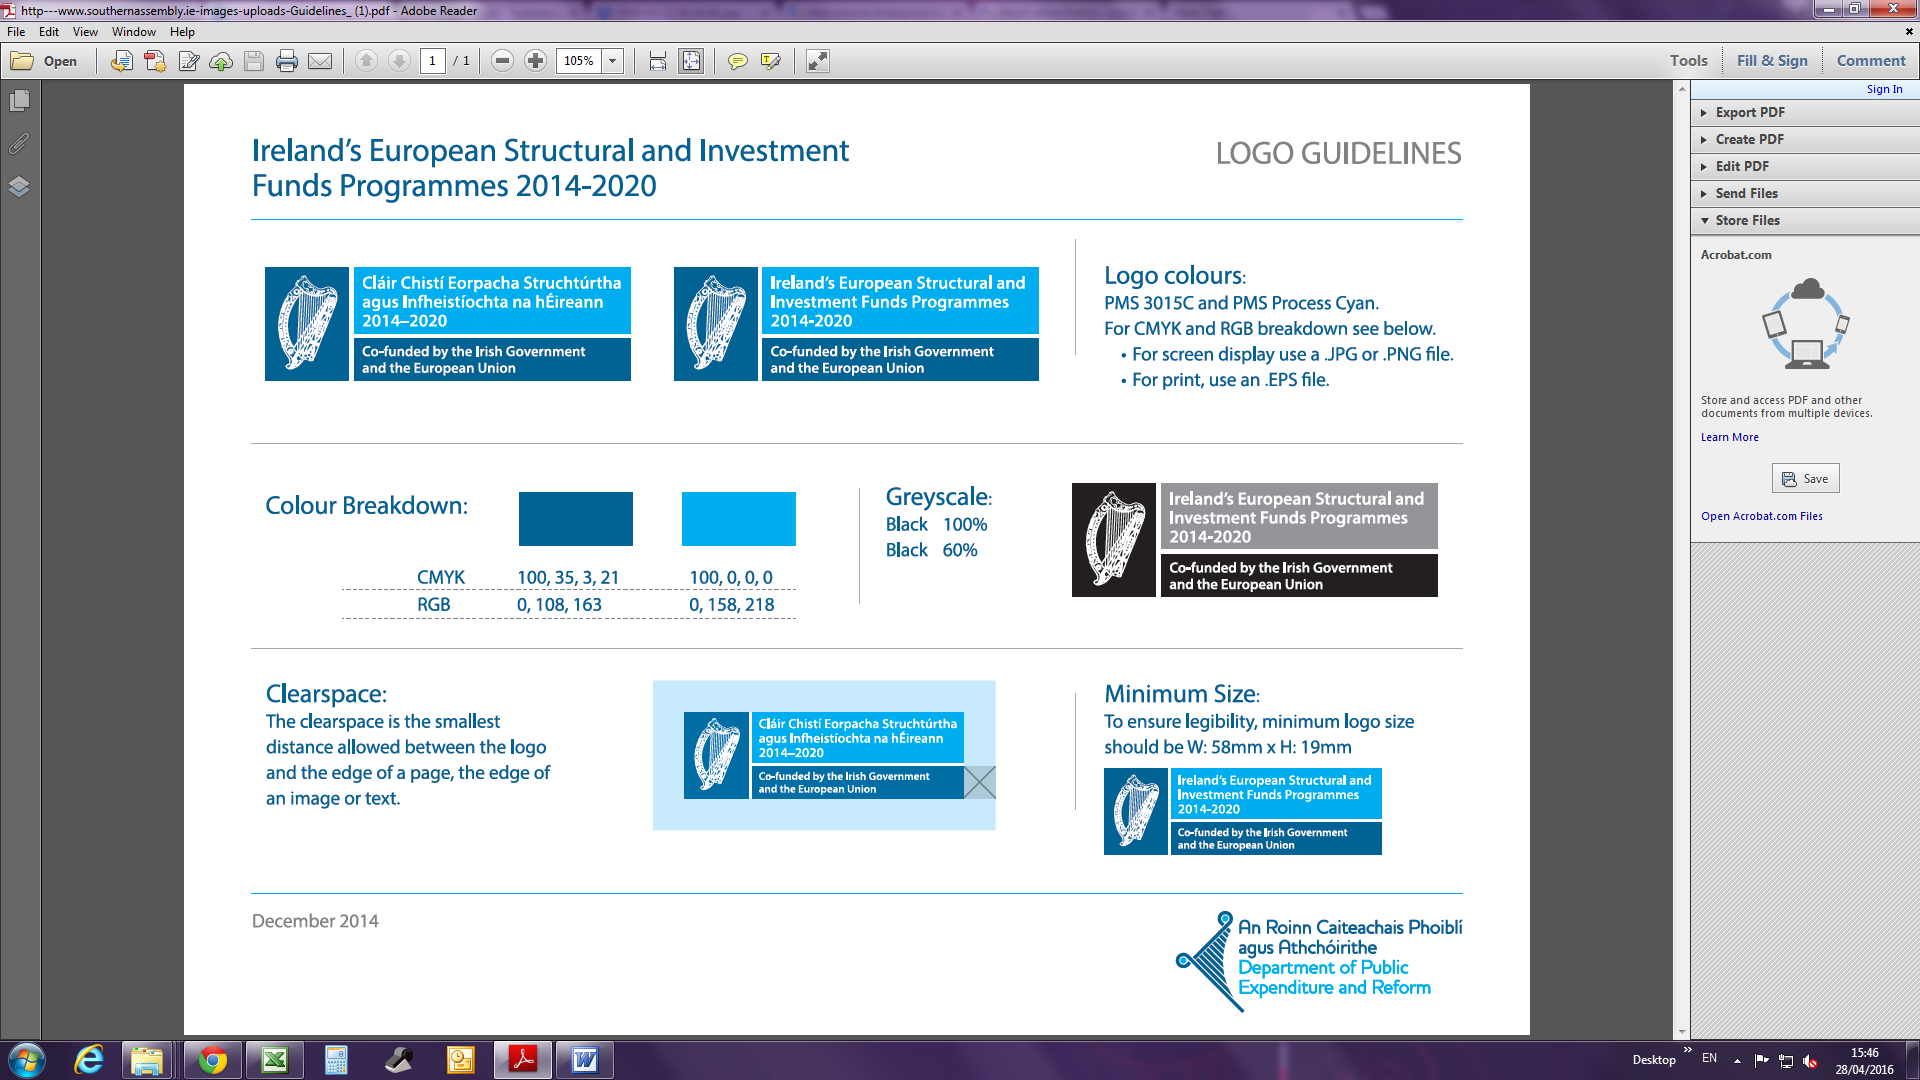 http---www.southernassembly.ie-images-uploads-Guidelines_ (1).pdf - Adobe Reader
File Edit View Window Help
Open 1 / 1 105% Tools Fill & Sign Comment
Sign In
Export PDF
Create PDF
Edit PDF
Send Files
Store Files
Acrobat.com
Store and access PDF and other
documents from multiple devices.
Learn More
Save
Open Acrobat.com Files
Ireland's European Structural and Investment
Funds Programmes 2014-2020
LOGO GUIDELINES
Cláir Chistí Eorpacha Struchtúrtha
agus Infheistíochta na hÉireann
2014–2020
Co-funded by the Irish Government
and the European Union
Ireland's European Structural and
Investment Funds Programmes
2014-2020
Co-funded by the Irish Government
and the European Union
Logo colours:
PMS 3015C and PMS Process Cyan.
For CMYK and RGB breakdown see below.
• For screen display use a .JPG or .PNG file.
• For print, use an .EPS file.
Colour Breakdown:
CMYK 100, 35, 3, 21 100, 0, 0, 0
RGB 0, 108, 163 0, 158, 218
Greyscale:
Black 100%
Black 60%
Ireland's European Structural and
Investment Funds Programmes
2014-2020
Co-funded by the Irish Government
and the European Union
Clearspace:
The clearspace is the smallest
distance allowed between the logo
and the edge of a page, the edge of
an image or text.
Cláir Chistí Eorpacha Struchtúrtha
agus Infheistíochta na hÉireann
2014–2020
Co-funded by the Irish Government
and the European Union
Minimum Size:
To ensure legibility, minimum logo size
should be W: 58mm x H: 19mm
Ireland's European Structural and
Investment Funds Programmes
2014-2020
Co-funded by the Irish Government
and the European Union
December 2014
An Roinn Caiteachais Phoiblí
agus Athchóirithe
Department of Public
Expenditure and Reform
Desktop EN 15:46
28/04/2016